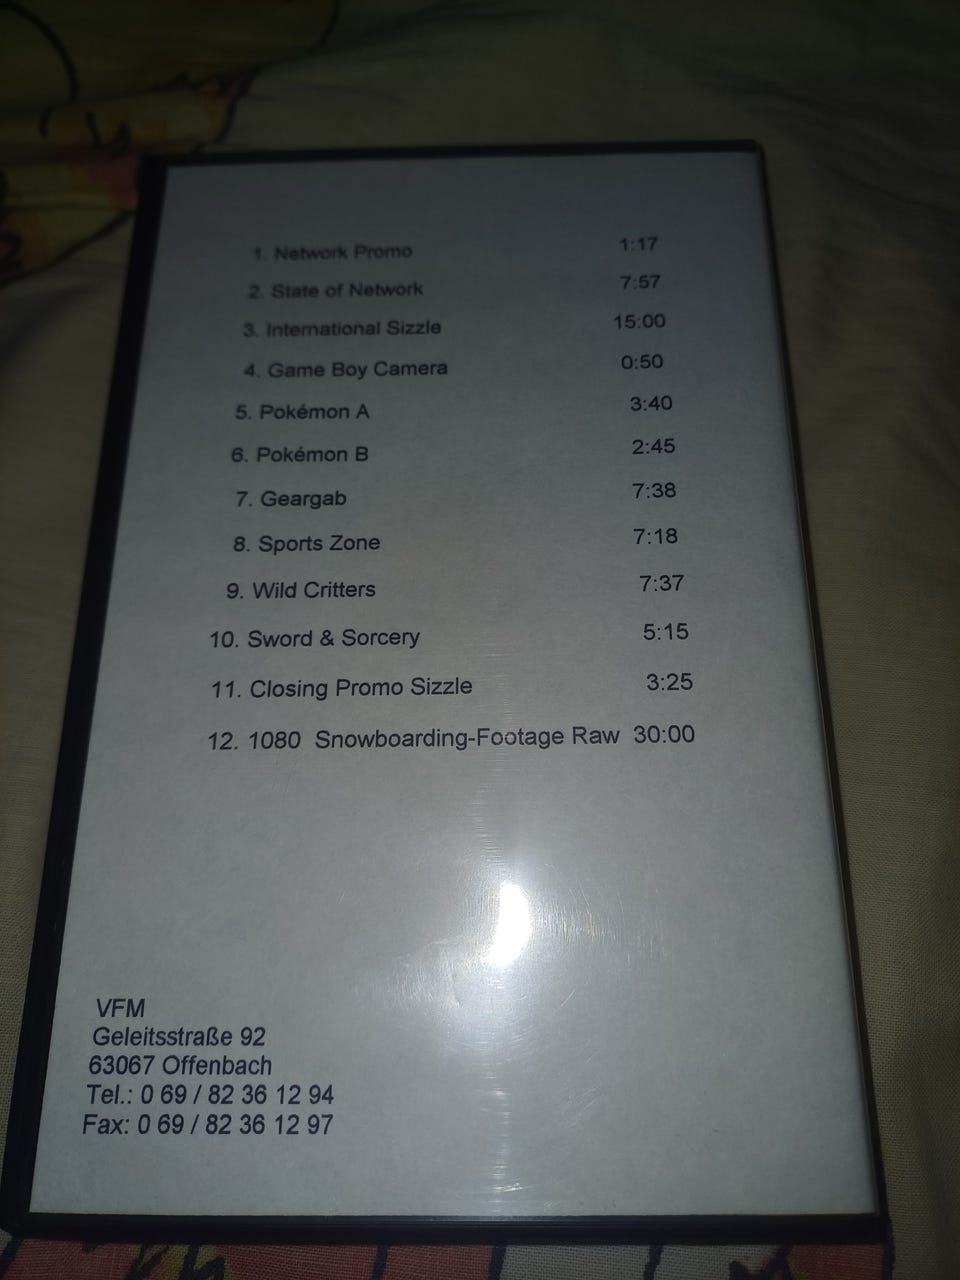 1. Network Promo 1:17
2. State of Network 7:57
3. International Sizzle 15:00
4. Game Boy Camera 0:50
5. Pokémon A 3:40
6. Pokémon B 2:45
7. Geargab 7:38
8. Sports Zone 7:18
9. Wild Critters 7:37
10. Sword & Sorcery 5:15
11. Closing Promo Sizzle 3:25
12. 1080 Snowboarding-Footage Raw 30:00
VFM
Geleitsstraße 92
63067 Offenbach
Tel.: 0 69 / 82 36 12 94
Fax: 0 69 / 82 36 12 97